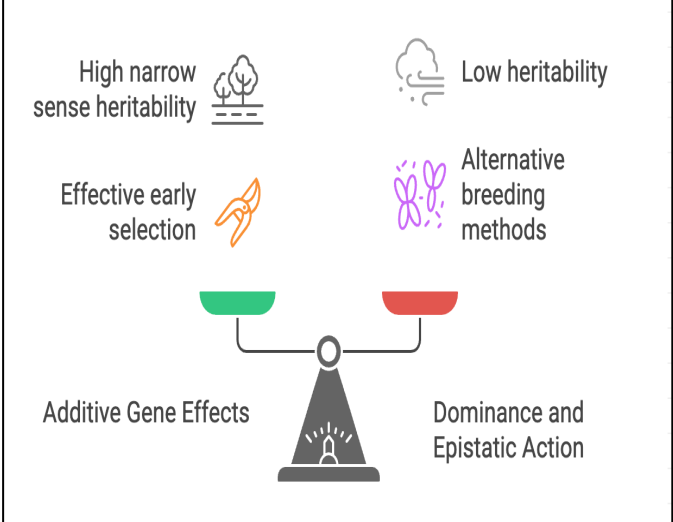 High narrow
sense heritability
Low heritability
Effective early
selection
Alternative
breeding
methods
Additive Gene Effects
Dominance and
Epistatic Action